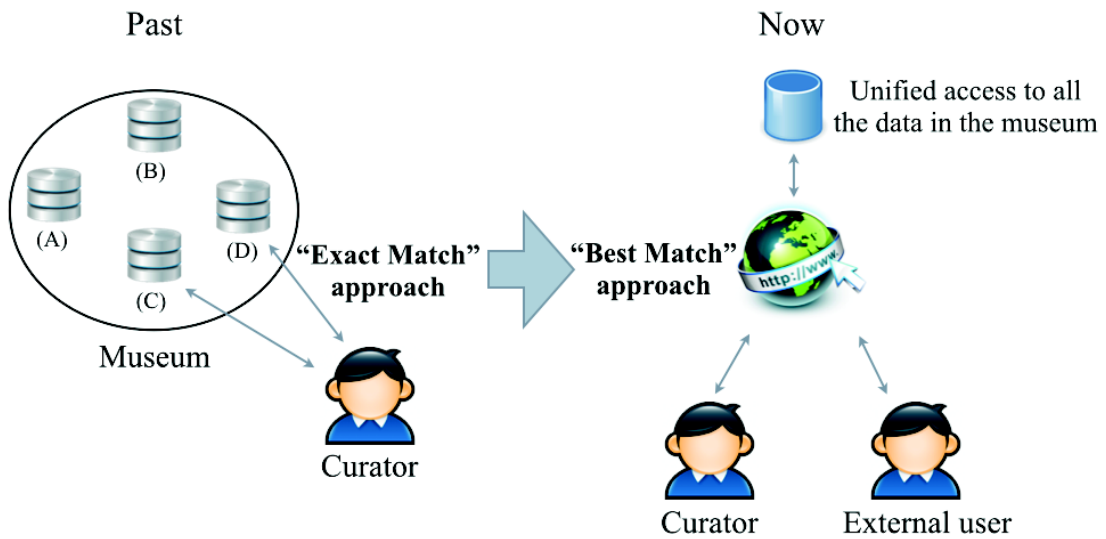 Past
(B)
(A)
(D)
(C)
Museum
“Exact Match”
approach
Curator
Now
Unified access to all
the data in the museum
“Best Match”
approach
http://www.
Curator
External user